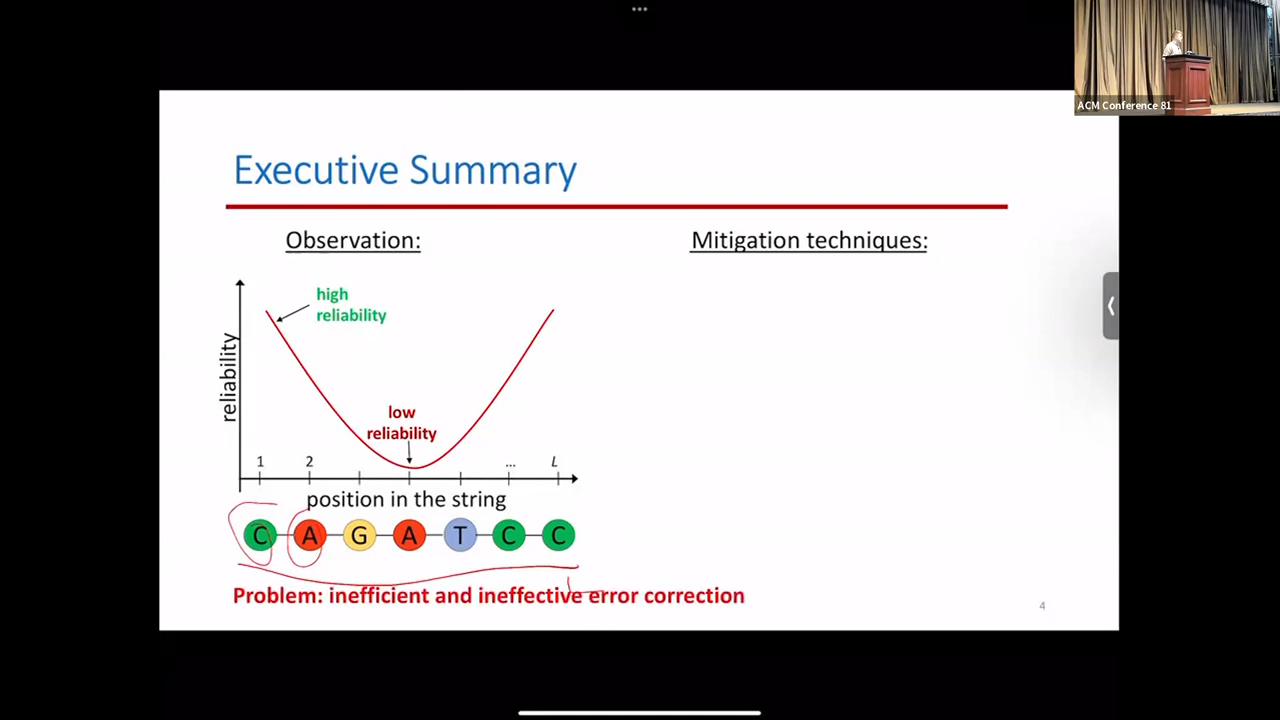 ACM Conference 81
Executive Summary
Observation:
Mitigation techniques:
high
reliability
reliability
low
reliability
1 2 ... L
position in the string
C A G A T C C
Problem: inefficient and ineffective error correction
4